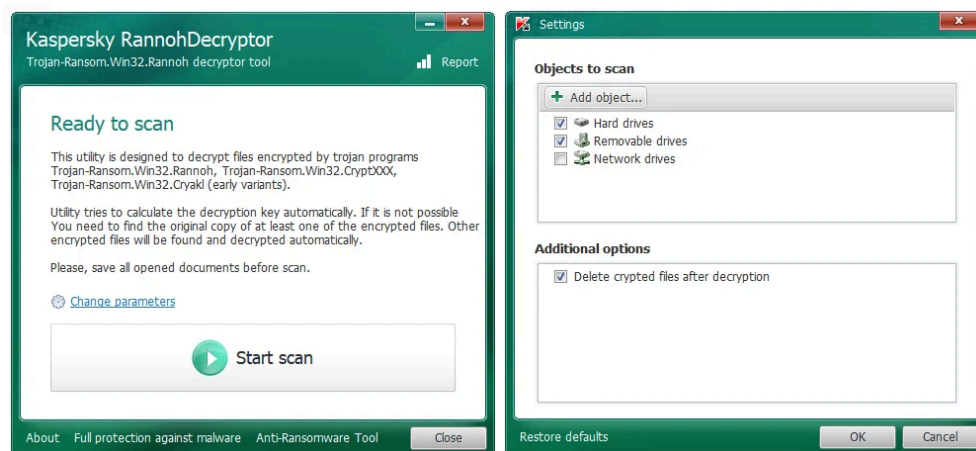 Kaspersky RannohDecryptor
Trojan-Ransom.Win32.Rannoh decryptor tool
Report
Ready to scan
This utility is designed to decrypt files encrypted by trojan programs
Trojan-Ransom.Win32.Rannoh, Trojan-Ransom.Win32.CryptXXX,
Trojan-Ransom.Win32.Cryakl (early variants).
Utility tries to calculate the decryption key automatically. If it is not possible
You need to find the original copy of at least one of the encrypted files. Other
encrypted files will be found and decrypted automatically.
Please, save all opened documents before scan.
Change parameters
Start scan
About Full protection against malware Anti-Ransomware Tool Close
Settings
Objects to scan
Add object...
Hard drives
Removable drives
Network drives
Additional options
Delete crypted files after decryption
Restore defaults OK Cancel